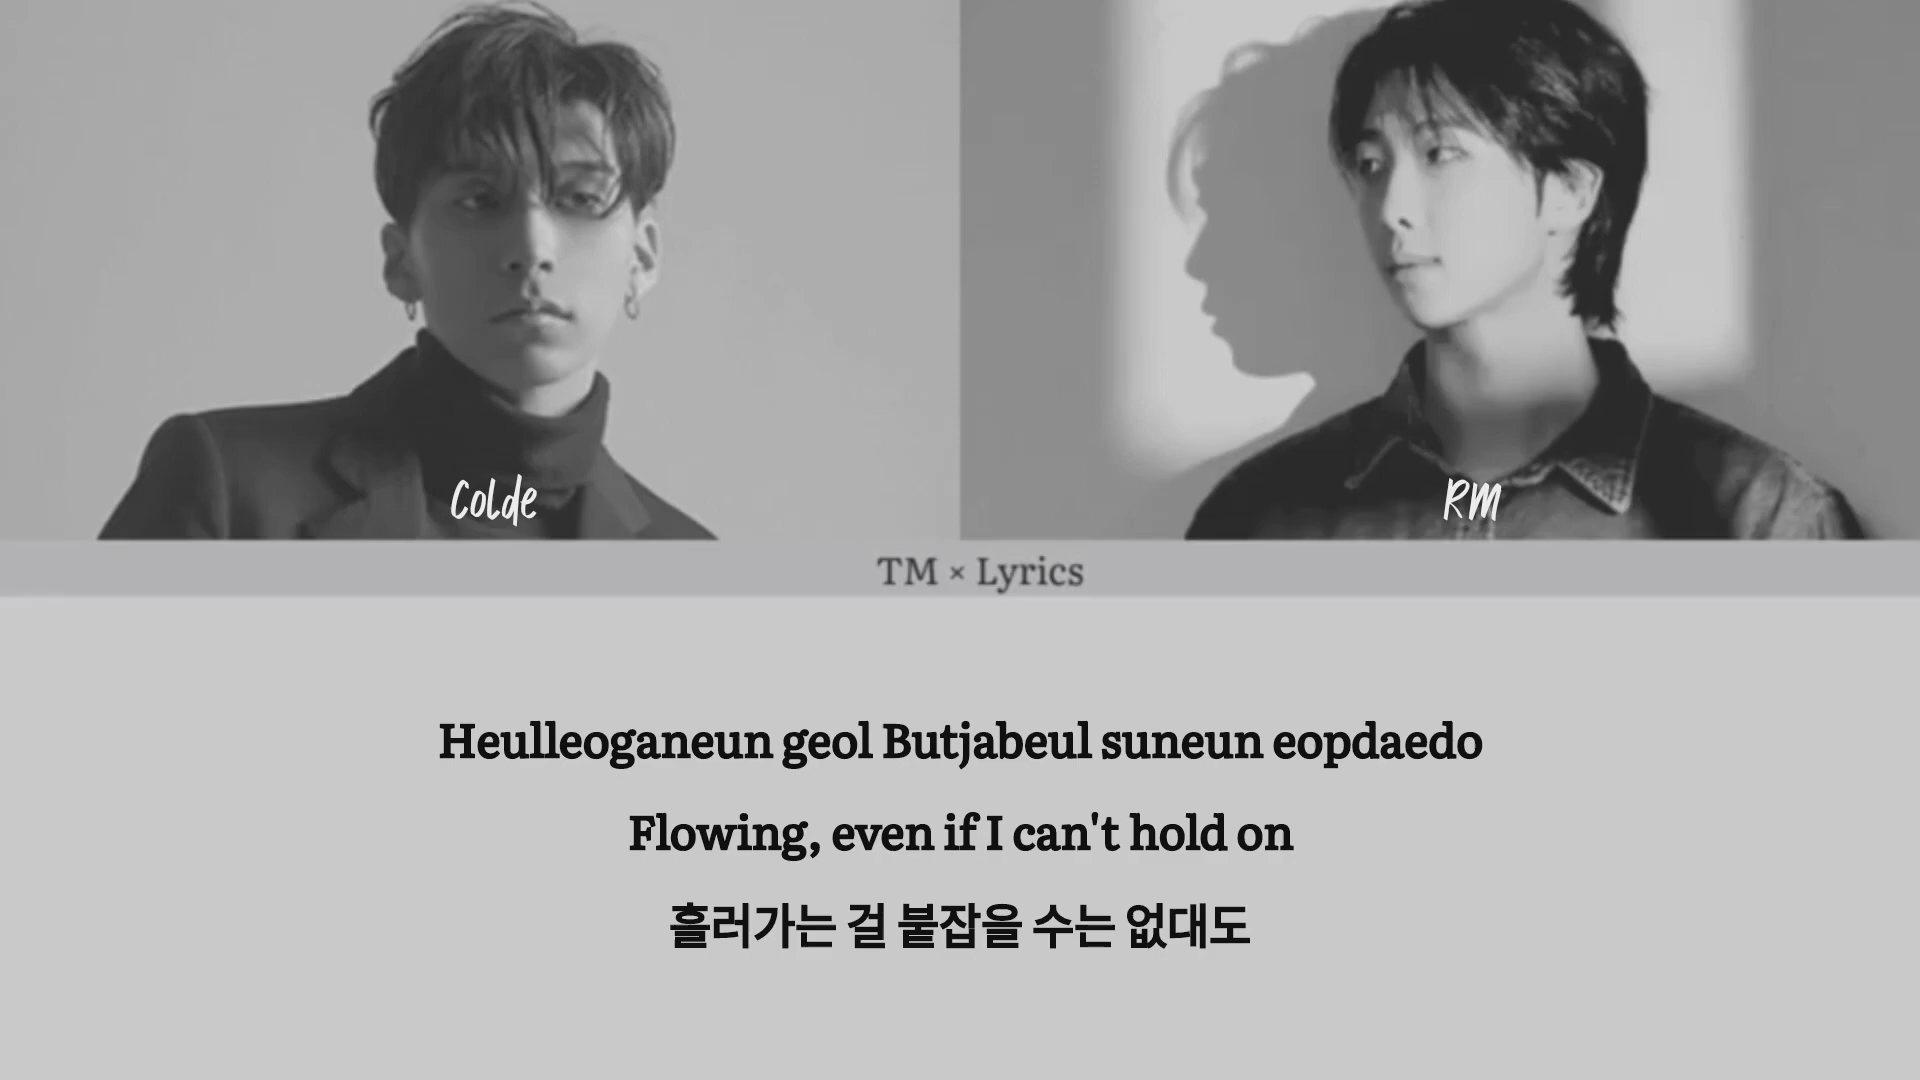 Colde
RM
TM × Lyrics
Heulleoganeun geol Butjabeul suneun eopdaedo
Flowing, even if I can't hold on
흘러가는 걸 붙잡을 수는 없대도